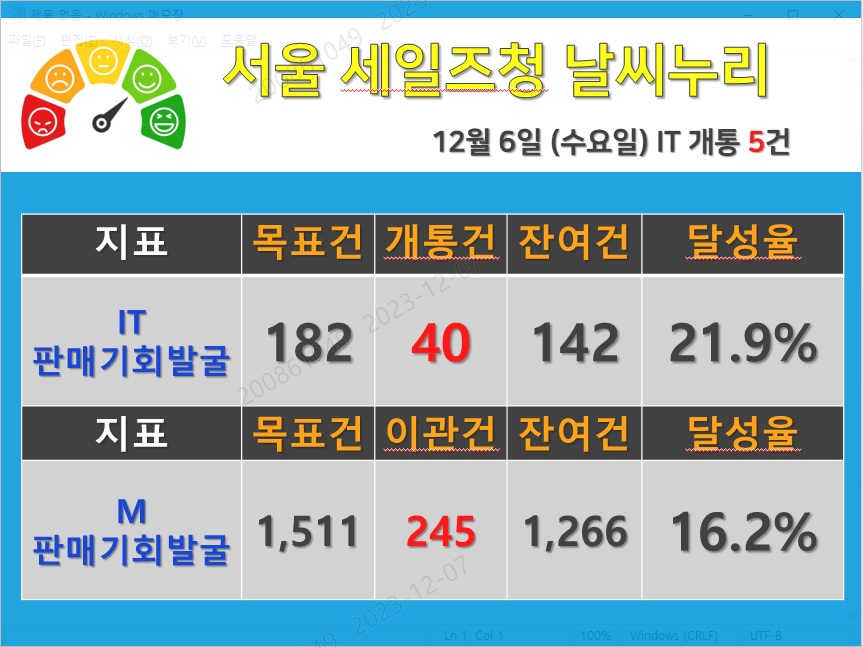 제목 없음 - Windows 메모장
파일(F) 편집(E) 서식(O) 보기(V) 도움말
서울 세일즈청 날씨누리
12월 6일 (수요일) IT 개통 5건
지표 목표건 개통건 잔여건 달성율
IT
판매기회발굴 182 40 142 21.9%
지표 목표건 이관건 잔여건 달성율
M
판매기회발굴 1,511 245 1,266 16.2%
2023-12-07
2023-12-07
Ln 1, Col 1 100% Windows (CRLF) UTF-8